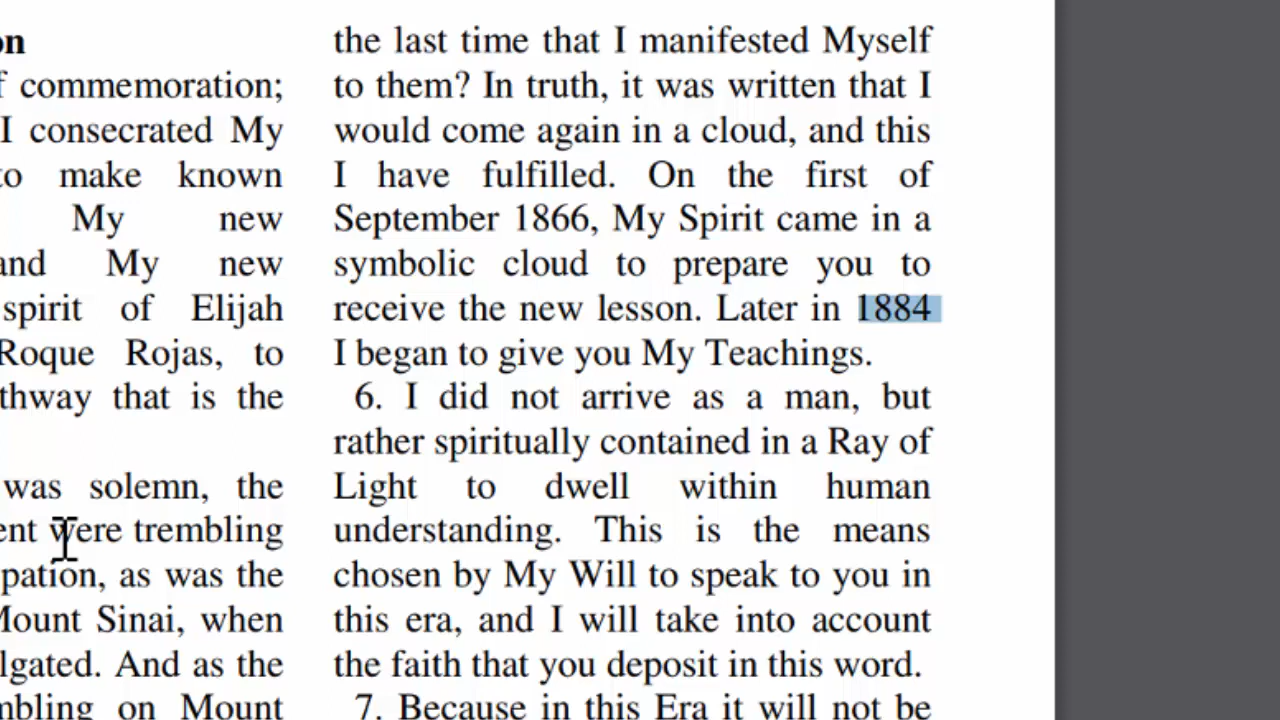 on
commemoration;
I consecrated My
to make known
My new
and My new
spirit of Elijah
Roque Rojas, to
that is the
was solemn, the
were trembling
as was the
Mount Sinai, when
And as the
on Mount
the last time that I manifested Myself
to them? In truth, it was written that I
would come again in a cloud, and this
I have fulfilled. On the first of
September 1866, My Spirit came in a
symbolic cloud to prepare you to
receive the new lesson. Later in 1884
I began to give you My Teachings.
6. I did not arrive as a man, but
rather spiritually contained in a Ray of
Light to dwell within human
understanding. This is the means
chosen by My Will to speak to you in
this era, and I will take into account
the faith that you deposit in this word.
7. Because in this Era it will not be